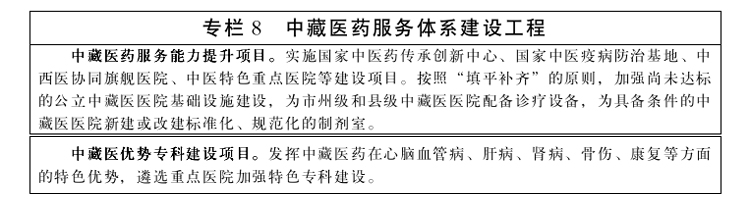 专栏 8 中藏医药服务体系建设工程
中藏医药服务能力提升项目。实施国家中医药传承创新中心、国家中医疫病防治基地、中
西医协同旗舰医院、中医特色重点医院等建设项目。按照“填平补齐”的原则，加强尚未达标
的公立中藏医医院基础设施建设，为市州级和县级中藏医医院配备诊疗设备，为具备条件的中
藏医医院新建或改建标准化、规范化的制剂室。
中藏医优势专科建设项目。发挥中藏医药在心脑血管病、肝病、肾病、骨伤、康复等方面
的特色优势，遴选重点医院加强特色专科建设。